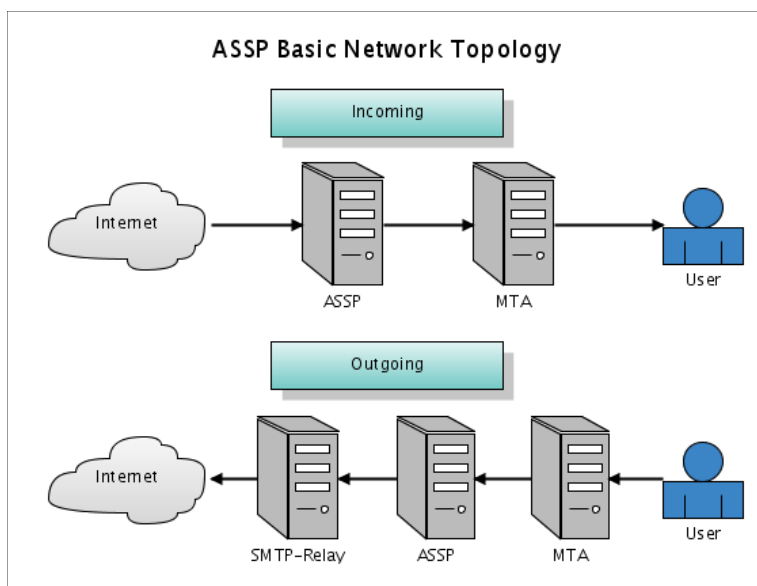 ASSP Basic Network Topology
Incoming
Internet
ASSP
MTA
User
Outgoing
Internet
SMTP-Relay
ASSP
MTA
User